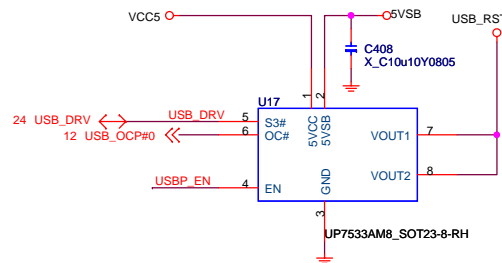 VCC5
5VSB
USB_RS
C408
X_C10u10Y0805
U17
1
2
24 USB_DRV
USB_DRV
5
S3#
5VCC
5VSB
VOUT1
7
12 USB_OCP#0
6
OC#
VOUT2
8
USBP_EN
4
EN
GND
3
UP7533AM8_SOT23-8-RH